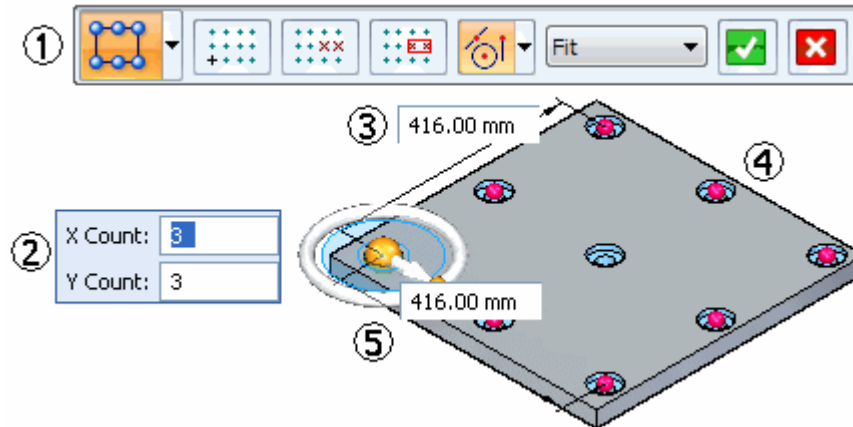 ① Fit
③ 416.00 mm
④
② X Count: 3
Y Count: 3
416.00 mm
⑤